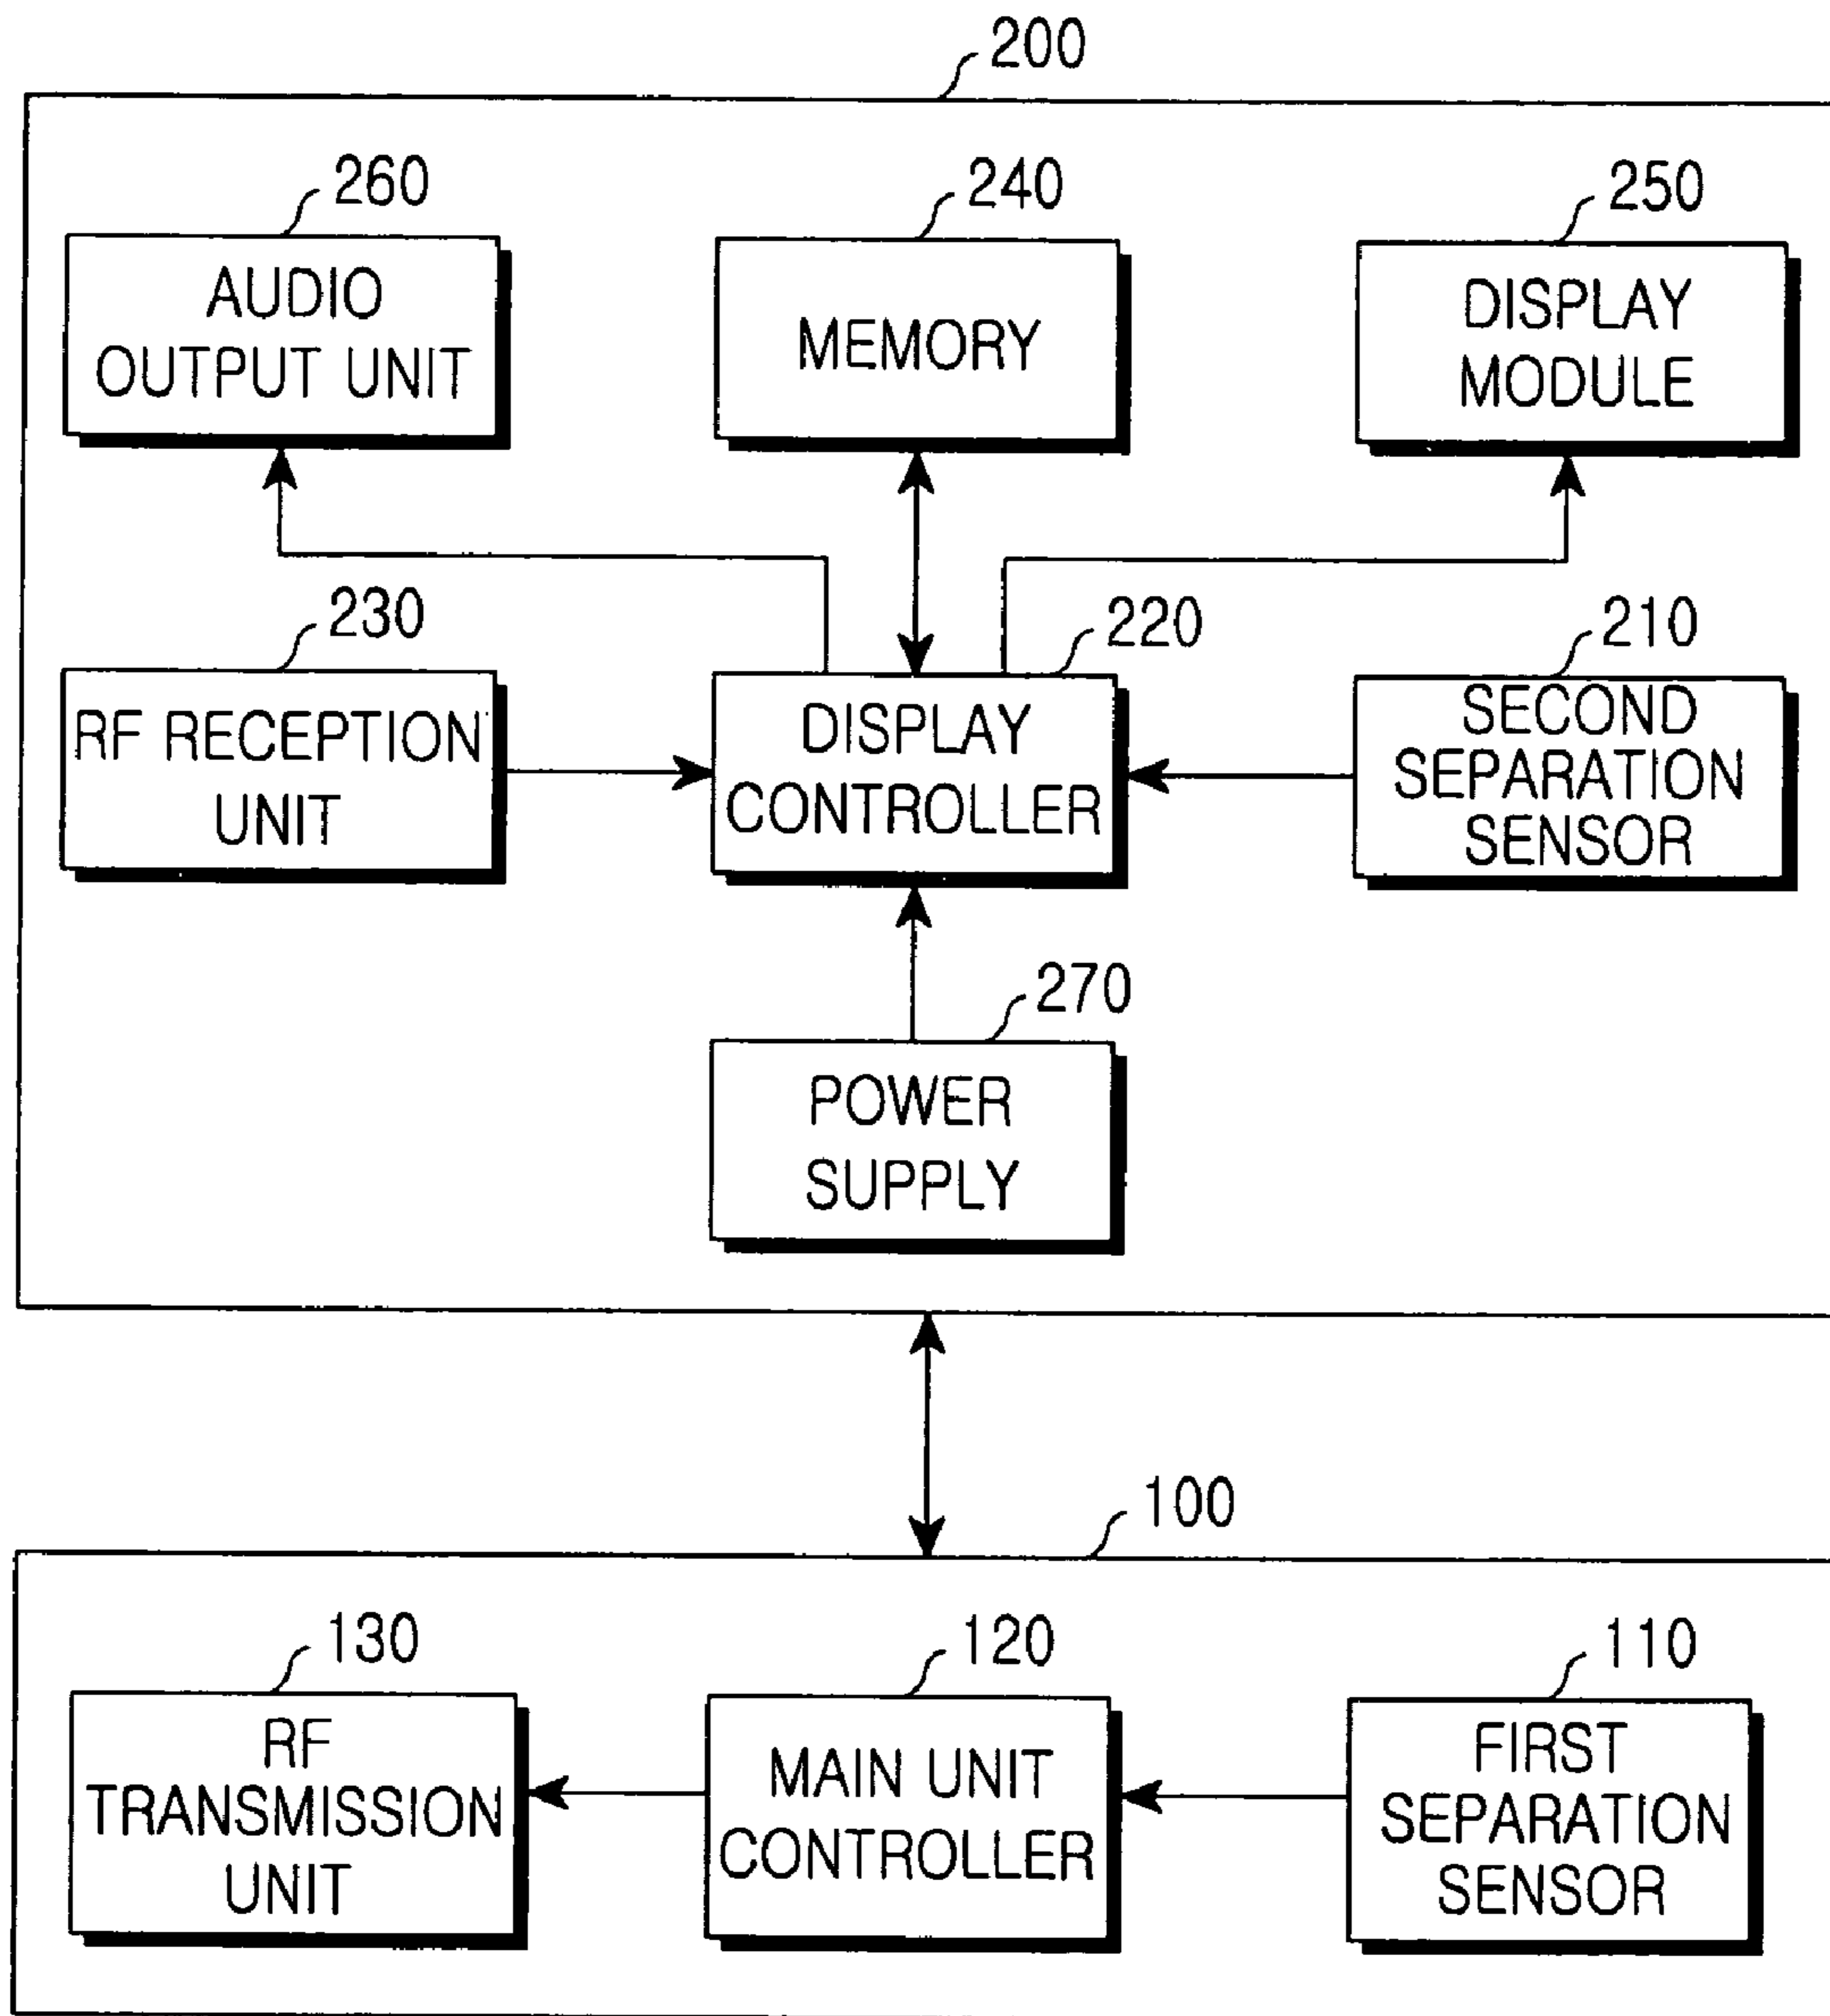 200
260
240
250
AUDIO
OUTPUT UNIT
MEMORY
DISPLAY
MODULE
230
220
210
RF RECEPTION
UNIT
DISPLAY
CONTROLLER
SECOND
SEPARATION
SENSOR
270
POWER
SUPPLY
100
130
120
110
RF
TRANSMISSION
UNIT
MAIN UNIT
CONTROLLER
FIRST
SEPARATION
SENSOR